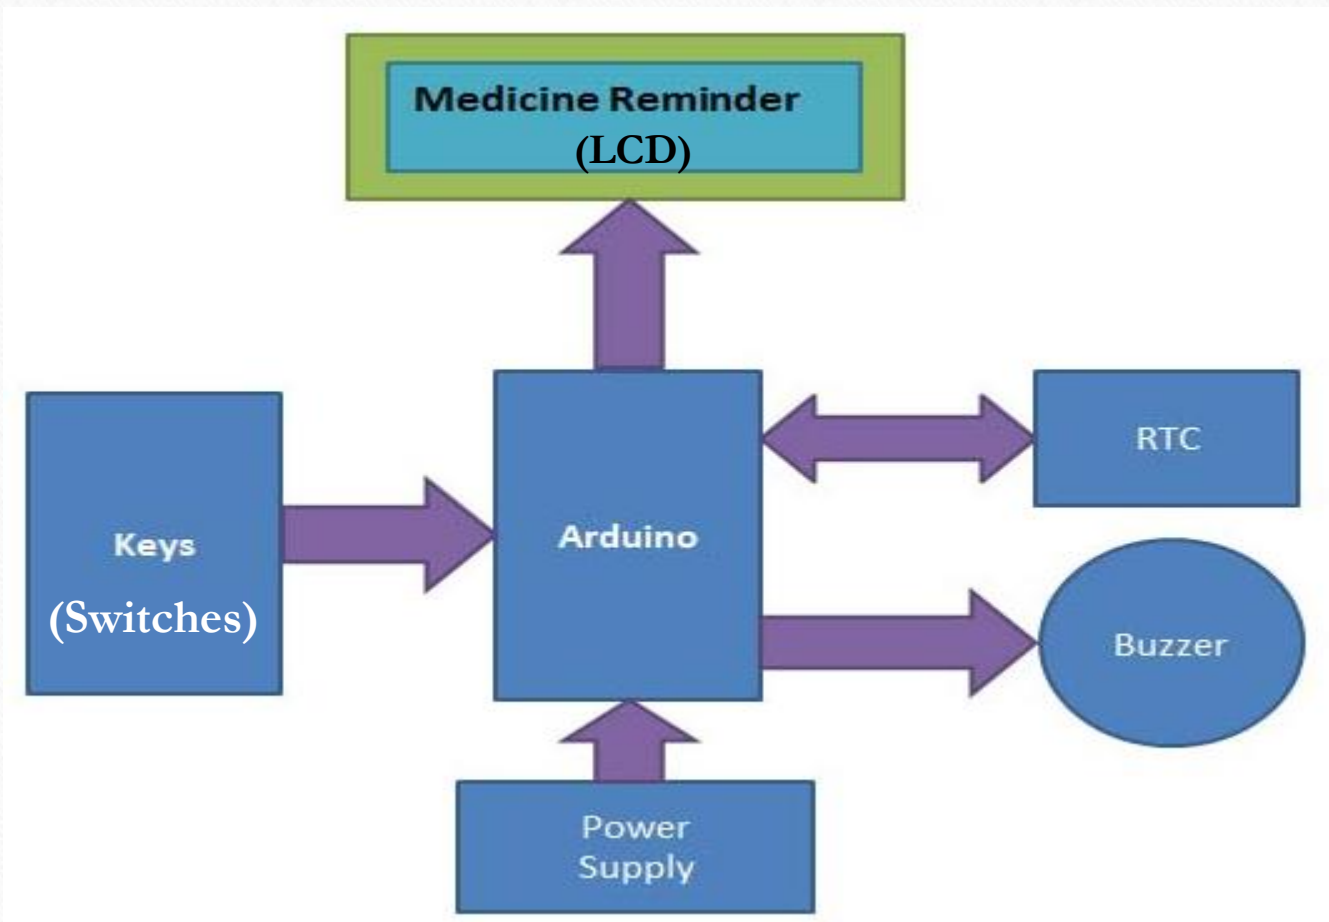 Medicine Reminder
(LCD)
RTC
Keys
(Switches)
Arduino
Buzzer
Power
Supply